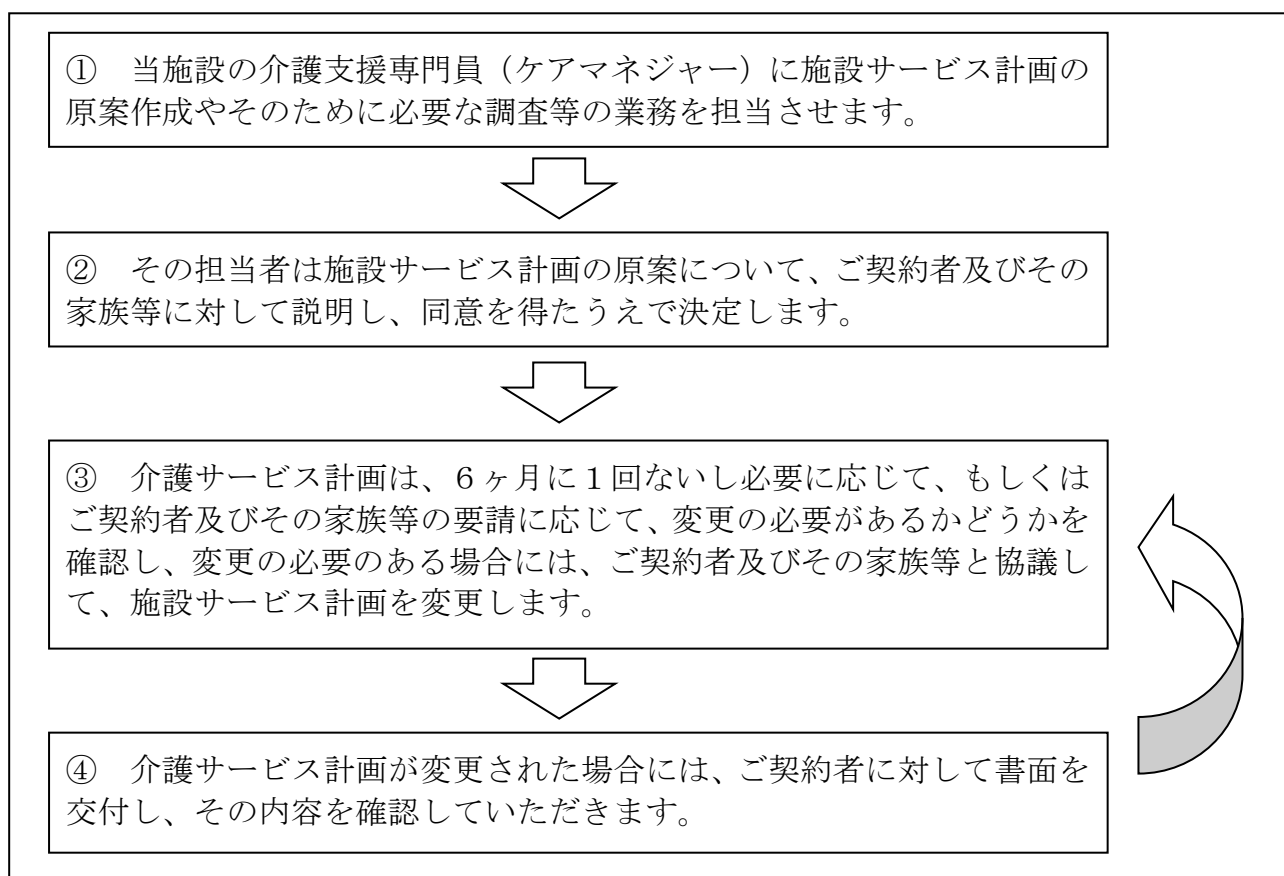 ① 当施設の介護支援専門員（ケアマネジャー）に施設サービス計画の
原案作成やそのために必要な調査等の業務を担当させます。
② その担当者は施設サービス計画の原案について、ご契約者及びその
家族等に対して説明し、同意を得たうえで決定します。
③ 介護サービス計画は、６ヶ月に１回ないし必要に応じて、もしくは
ご契約者及びその家族等の要請に応じて、変更の必要があるかどうかを
確認し、変更の必要のある場合には、ご契約者及びその家族等と協議し
て、施設サービス計画を変更します。
④ 介護サービス計画が変更された場合には、ご契約者に対して書面を
交付し、その内容を確認していただきます。